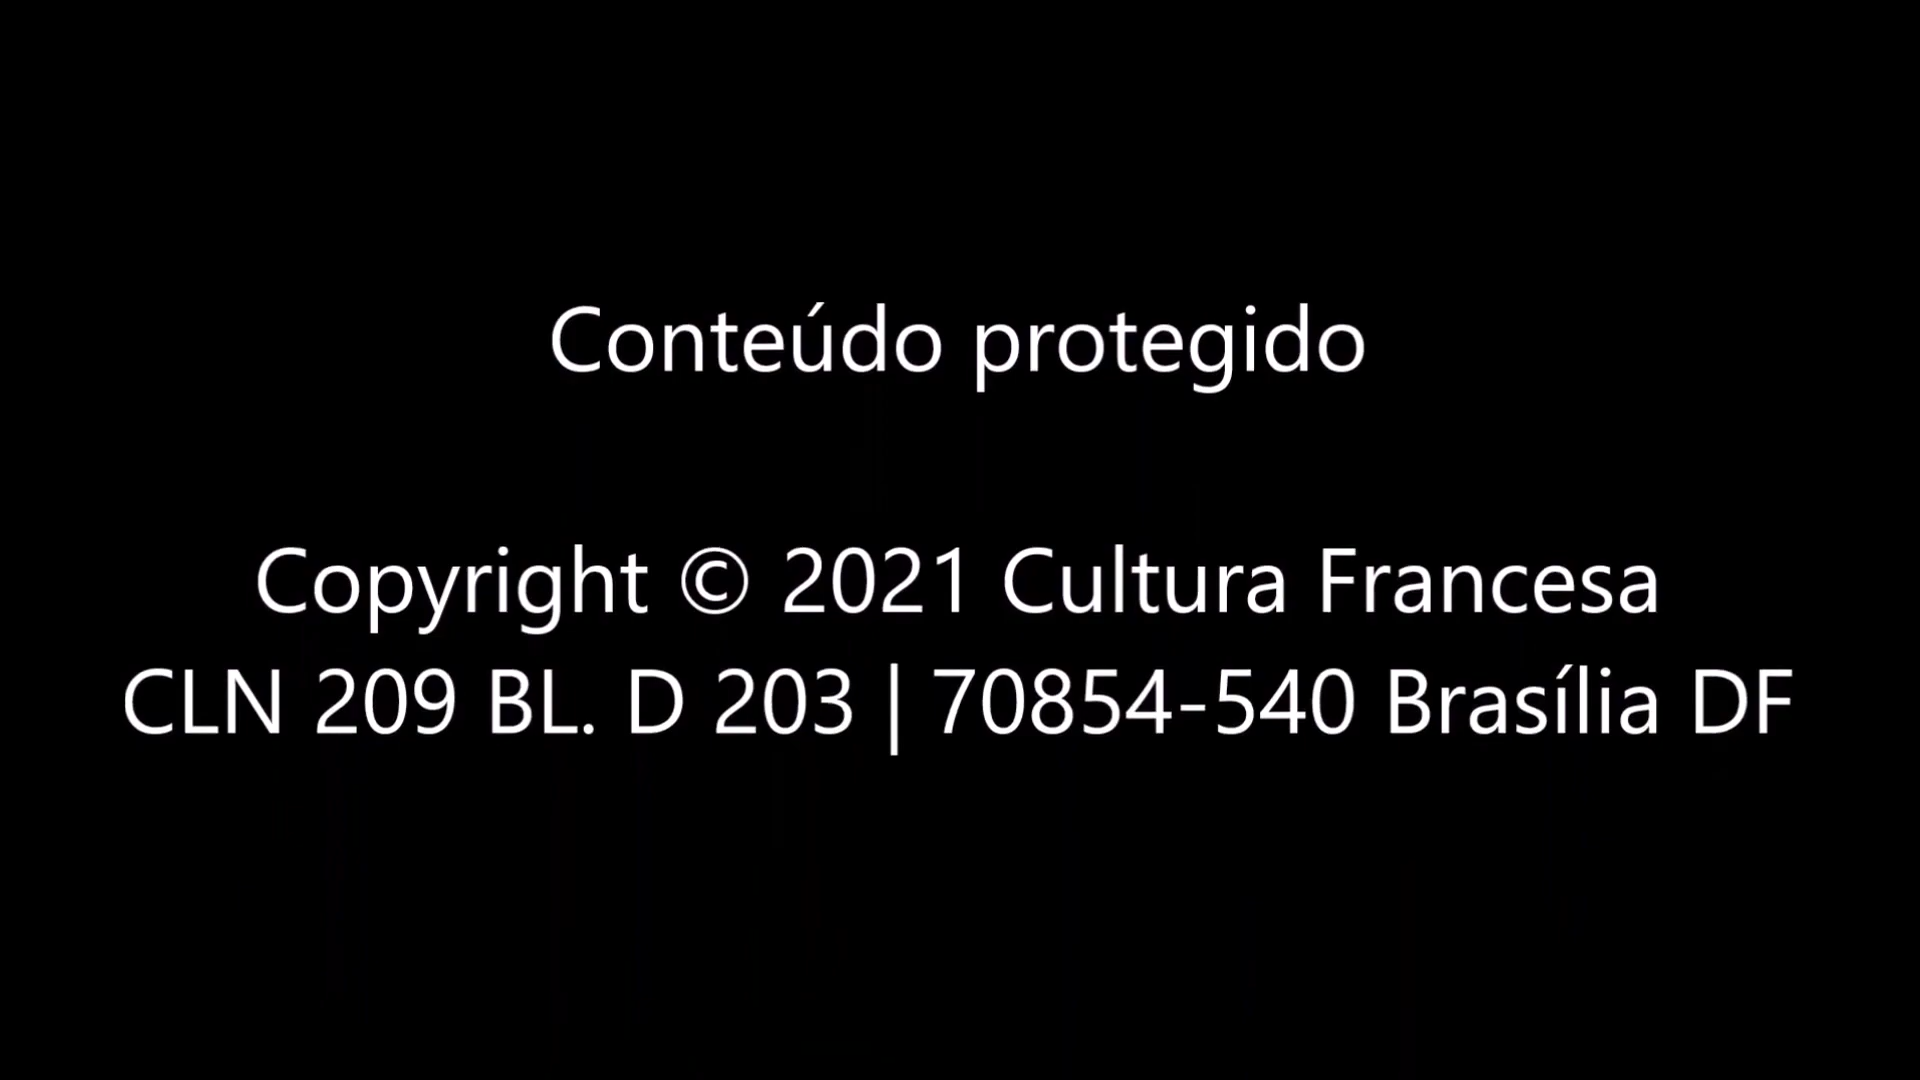 Conteúdo protegido
Copyright © 2021 Cultura Francesa
CLN 209 BL. D 203 | 70854-540 Brasília DF